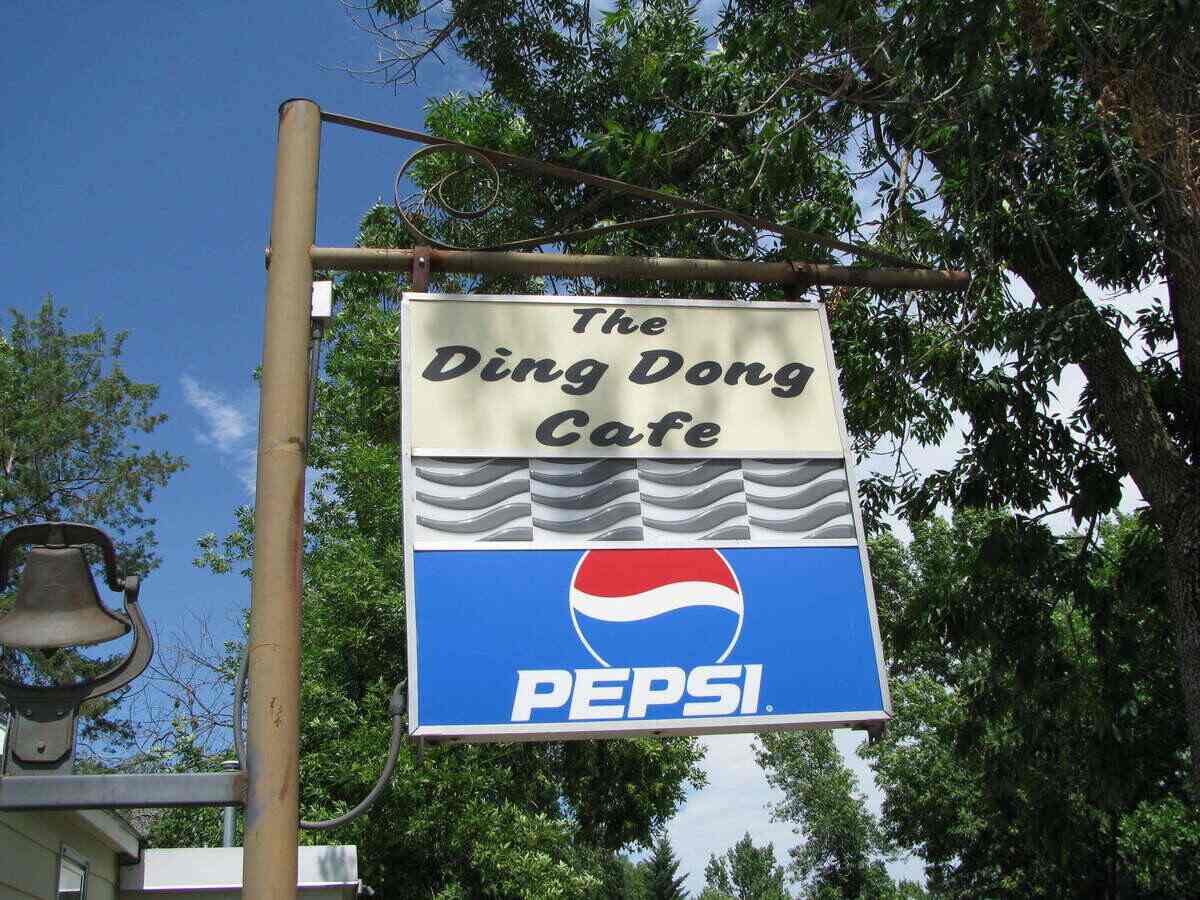 The
Ding Dong
Cafe
PEPSI